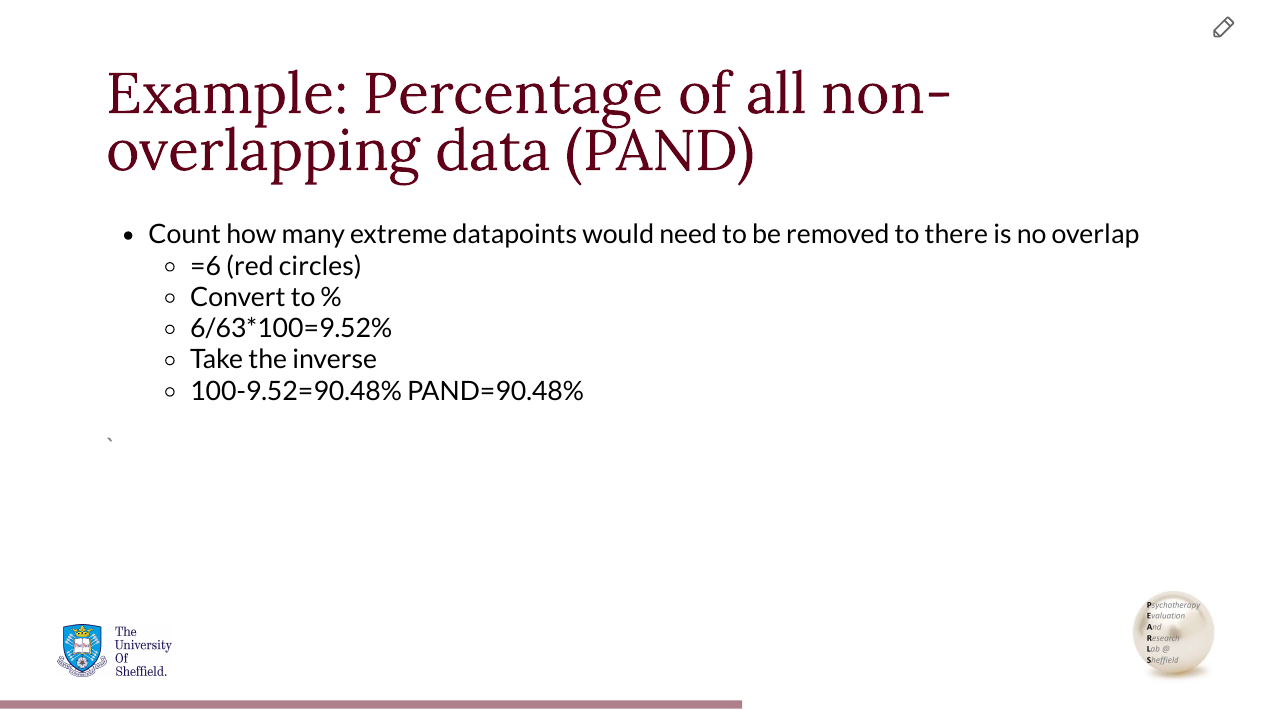 Example: Percentage of all non-
overlapping data (PAND)
• Count how many extreme datapoints would need to be removed to there is no overlap
○ =6 (red circles)
○ Convert to %
○ 6/63*100=9.52%
○ Take the inverse
○ 100-9.52=90.48% PAND=90.48%
`
The
University
Of
Sheffield.
Psychotherapy
Evaluation
And
Research
Lab @
Sheffield